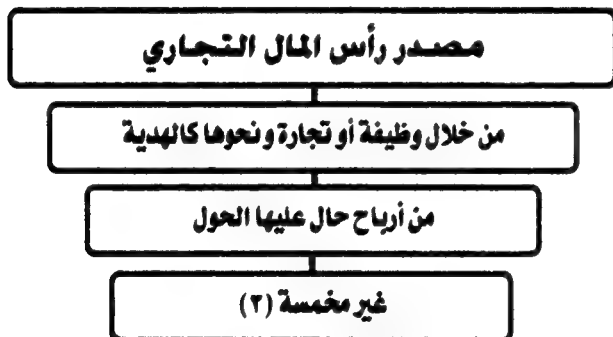 مصدر رأس المال التجاري
من خلال وظيفة أو تجارة ونحوها كالهدية
من أرباح حال عليها الحول
غير مخمسة (٢)